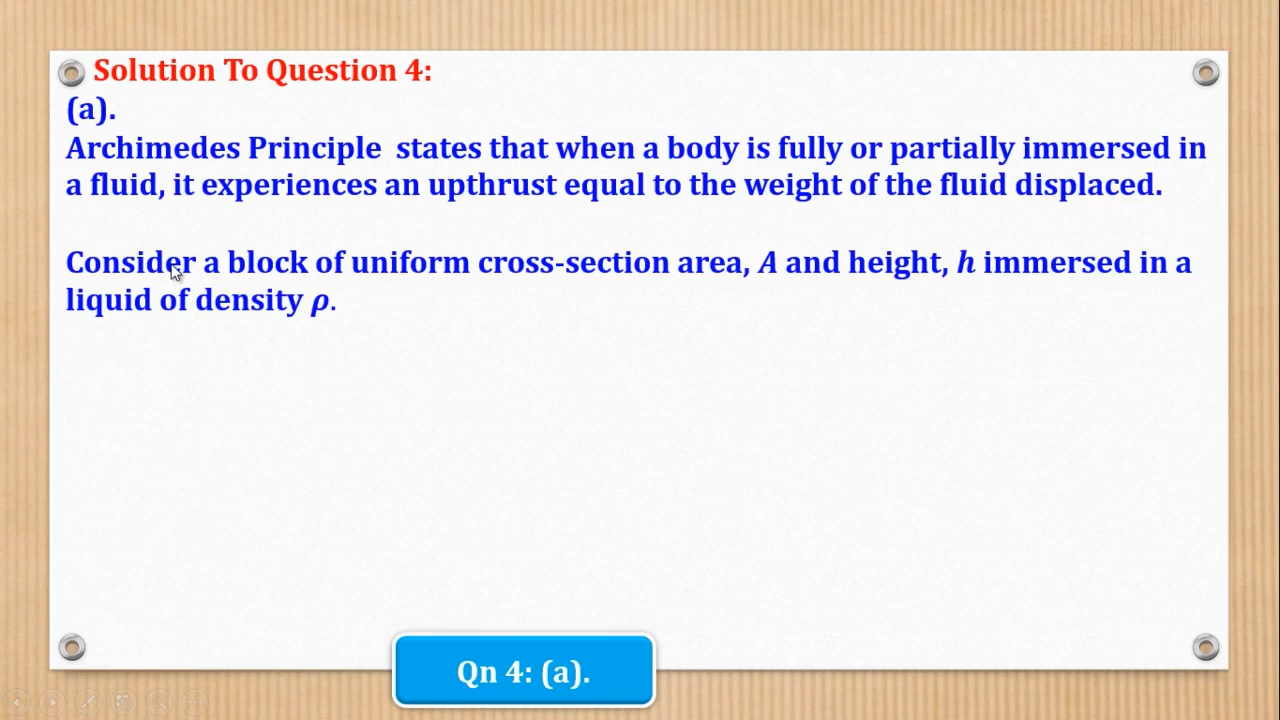 Solution To Question 4:
(a).
Archimedes Principle  states that when a body is fully or partially immersed in
a fluid, it experiences an upthrust equal to the weight of the fluid displaced.
Consider a block of uniform cross-section area, A and height, h immersed in a
liquid of density ρ.
Qn 4: (a).